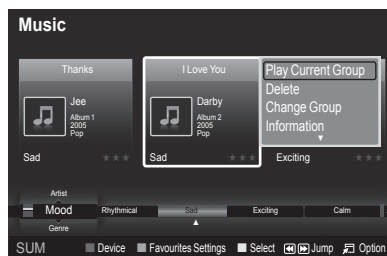 Music
Thanks
I Love You
Play Current Group
Delete
Change Group
Information
Jee
Album 1
2005
Pop
Darby
Album 2
2005
Pop
Sad
Sad
Exciting
Artist
Mood
Rhythmical
Sad
Exciting
Calm
Genre
SUM
Device
Favourites Settings
Select
Jump
Option